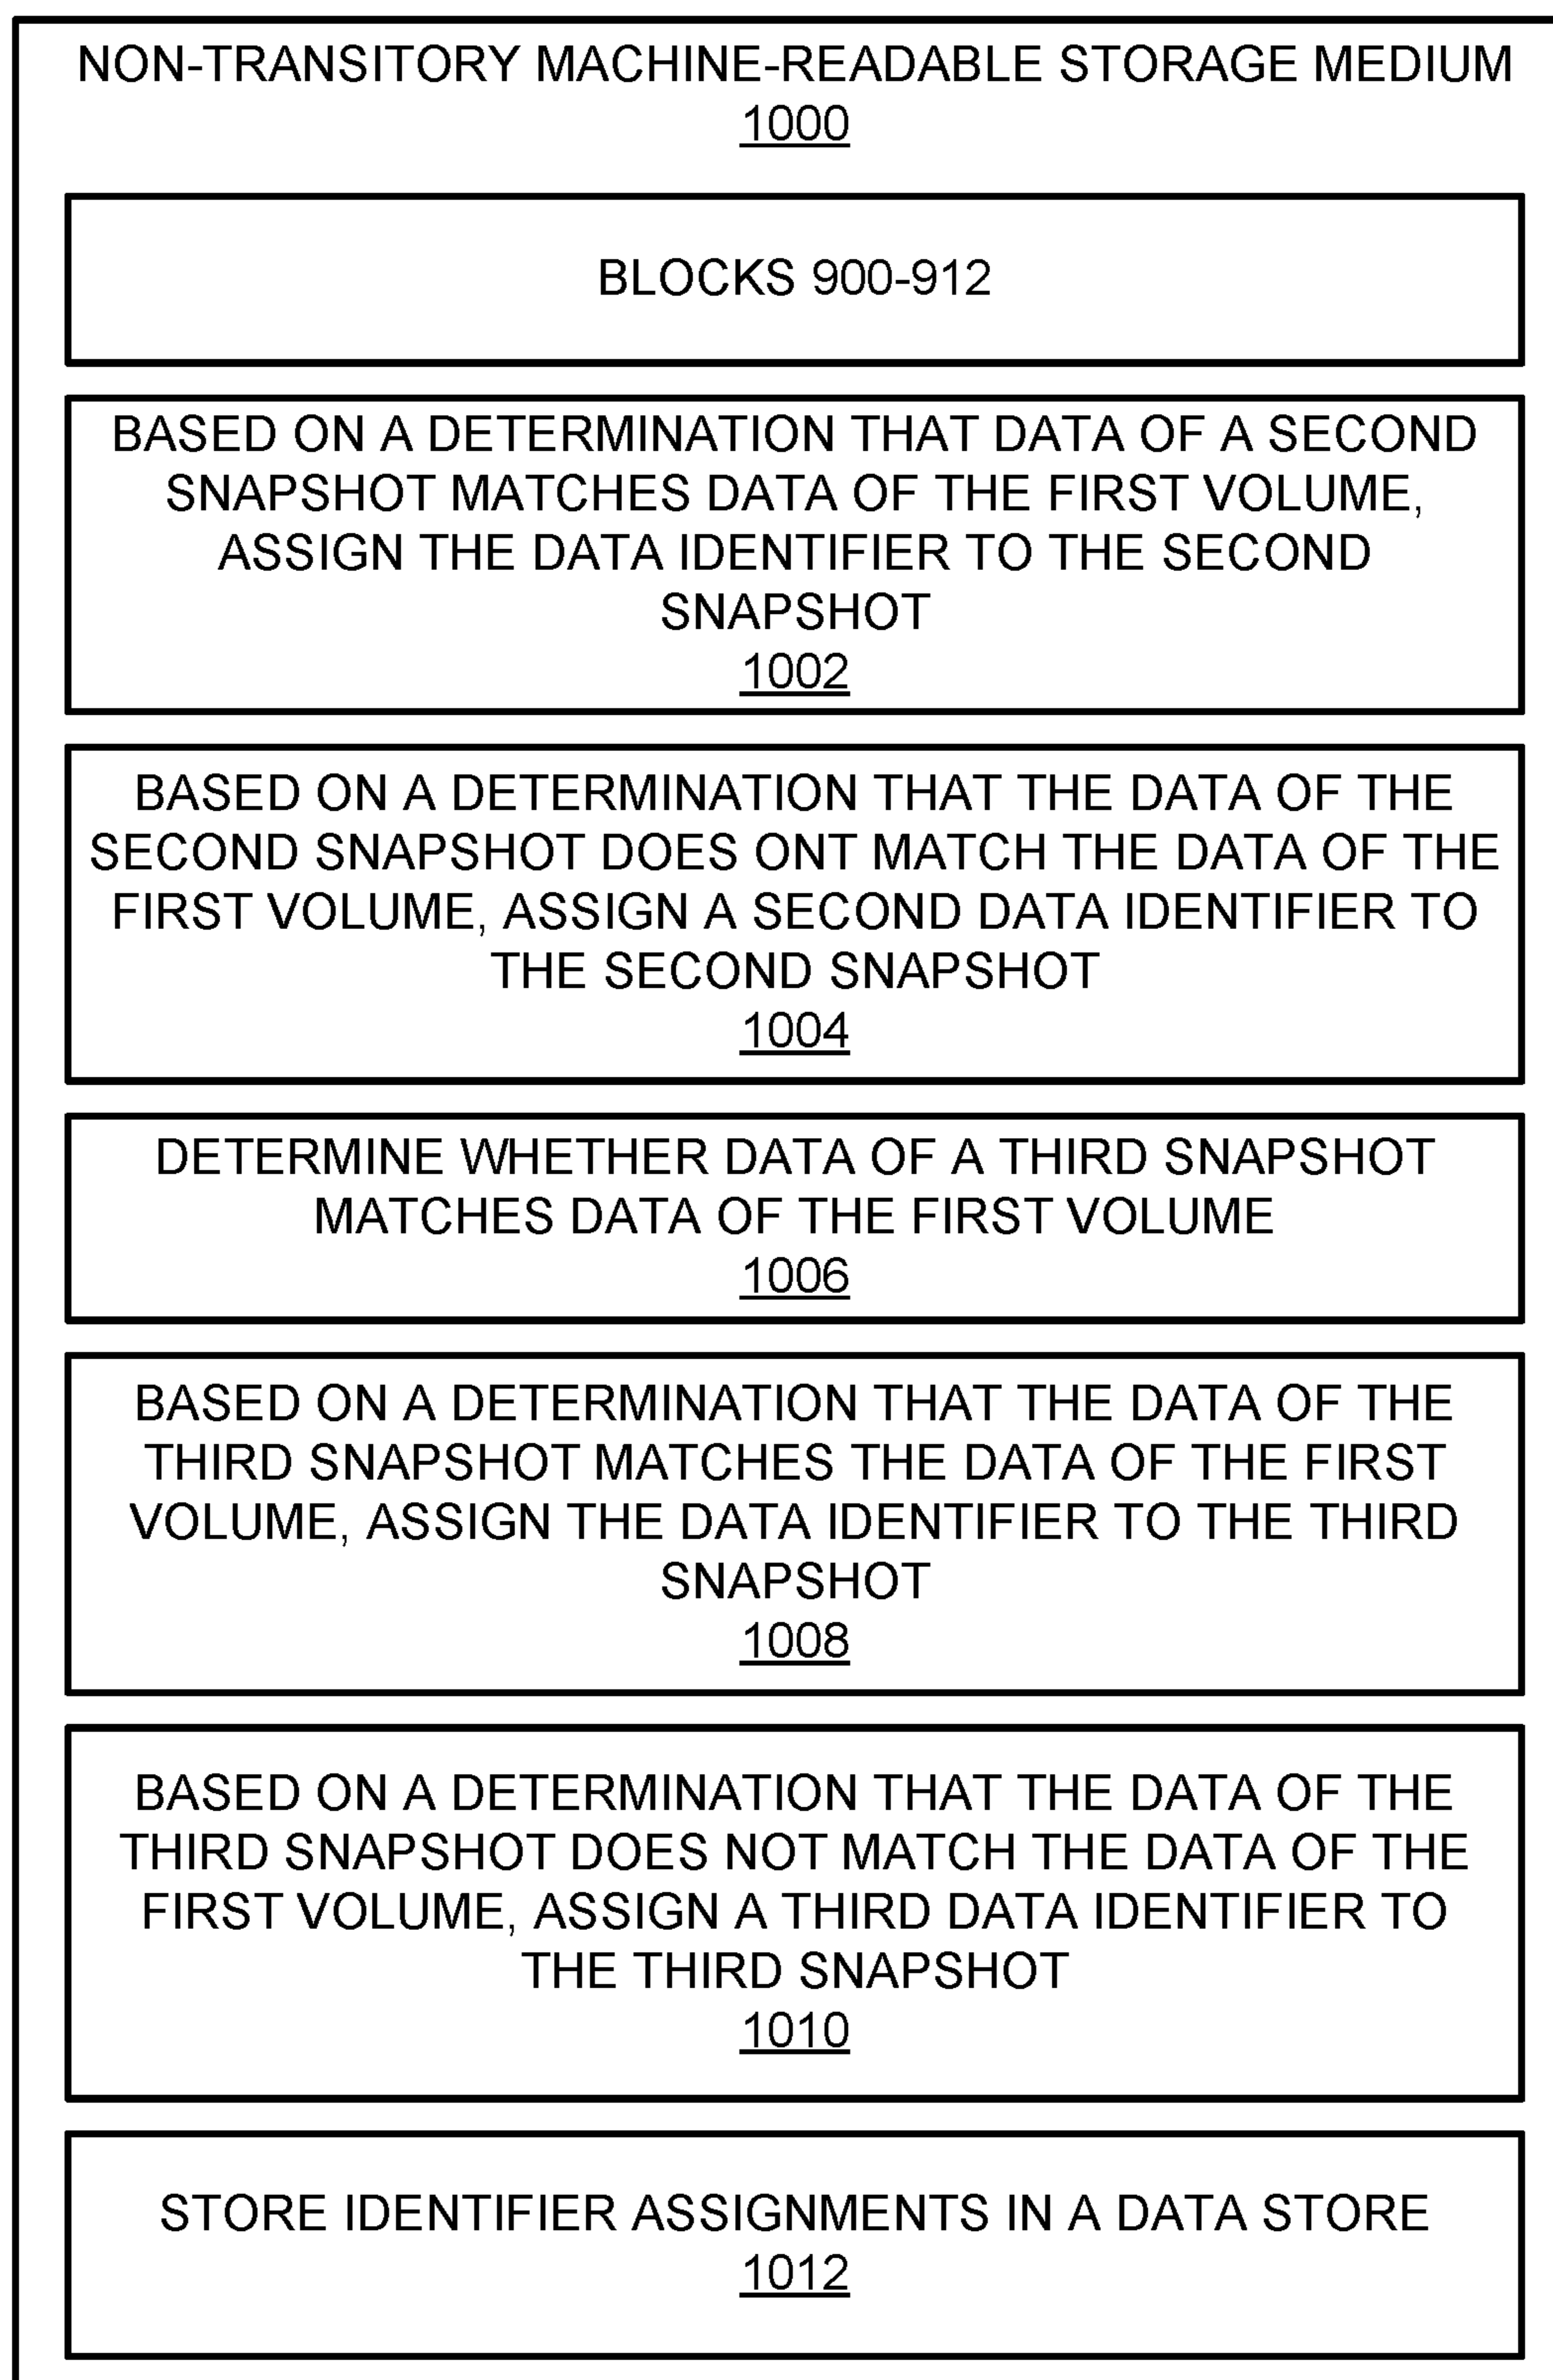 NON-TRANSITORY MACHINE-READABLE STORAGE MEDIUM
1000
BLOCKS 900-912
BASED ON A DETERMINATION THAT DATA OF A SECOND
SNAPSHOT MATCHES DATA OF THE FIRST VOLUME,
ASSIGN THE DATA IDENTIFIER TO THE SECOND
SNAPSHOT
1002
BASED ON A DETERMINATION THAT THE DATA OF THE
SECOND SNAPSHOT DOES ONT MATCH THE DATA OF THE
FIRST VOLUME, ASSIGN A SECOND DATA IDENTIFIER TO
THE SECOND SNAPSHOT
1004
DETERMINE WHETHER DATA OF A THIRD SNAPSHOT
MATCHES DATA OF THE FIRST VOLUME
1006
BASED ON A DETERMINATION THAT THE DATA OF THE
THIRD SNAPSHOT MATCHES THE DATA OF THE FIRST
VOLUME, ASSIGN THE DATA IDENTIFIER TO THE THIRD
SNAPSHOT
1008
BASED ON A DETERMINATION THAT THE DATA OF THE
THIRD SNAPSHOT DOES NOT MATCH THE DATA OF THE
FIRST VOLUME, ASSIGN A THIRD DATA IDENTIFIER TO
THE THIRD SNAPSHOT
1010
STORE IDENTIFIER ASSIGNMENTS IN A DATA STORE
1012